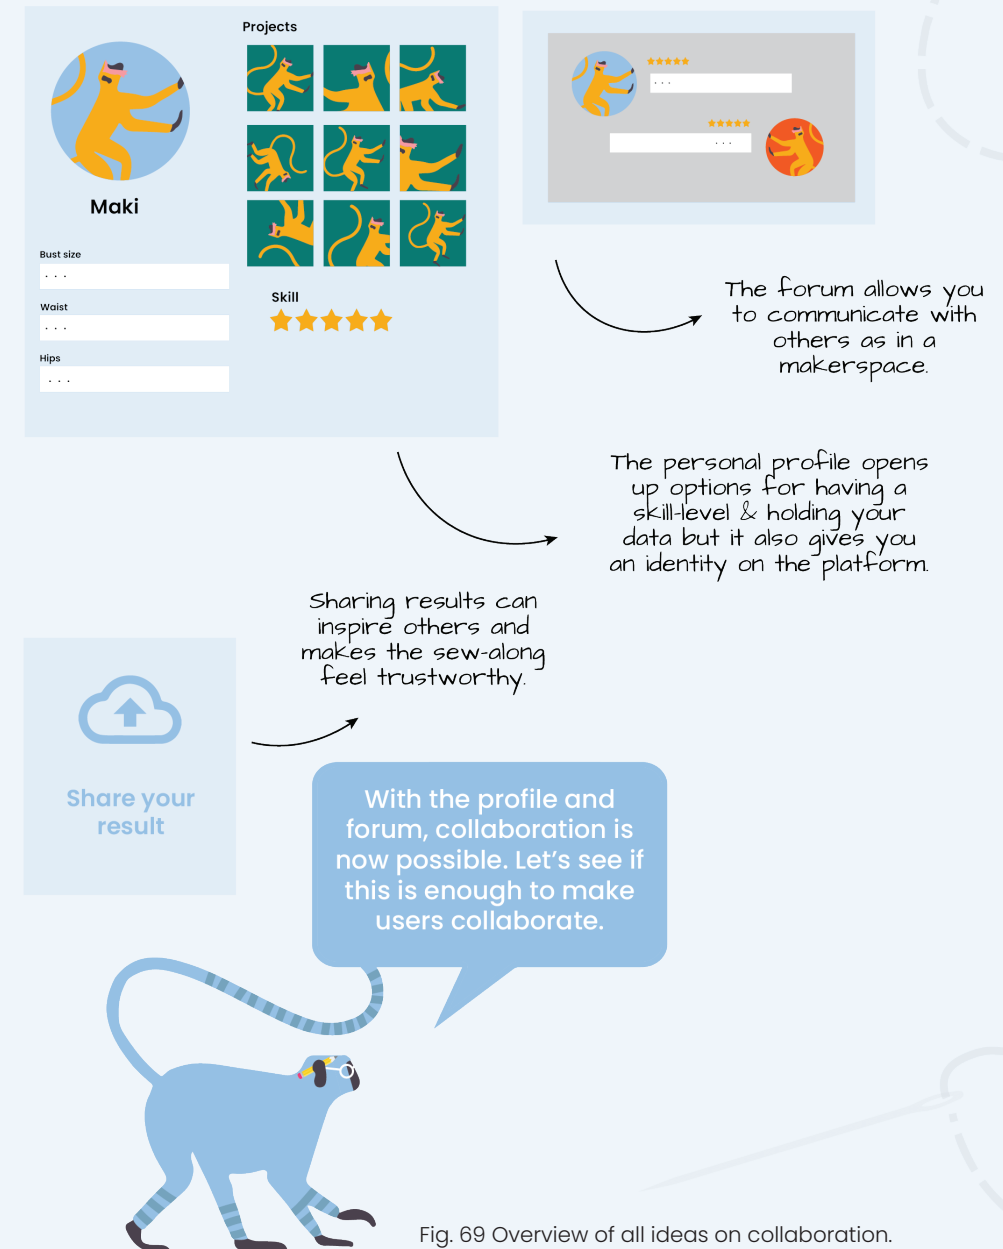 Projects
Maki
Bust size
. . .
Waist
. . .
Hips
. . .
Skill
. . .
. . .
The forum allows you
to communicate with
others as in a
makerspace.
The personal profile opens
up options for having a
skill-level & holding your
data but it also gives you
an identity on the platform.
Sharing results can
inspire others and
makes the sew-along
feel trustworthy.
Share your
result
With the profile and
forum, collaboration is
now possible. Let's see if
this is enough to make
users collaborate.
Fig. 69 Overview of all ideas on collaboration.